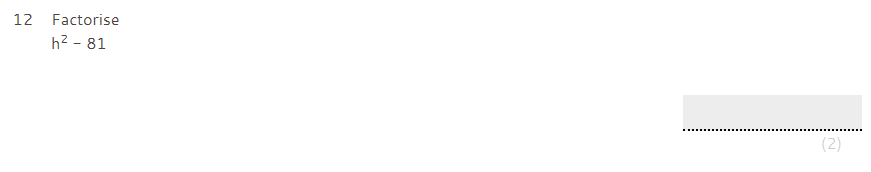 12 Factorise
h² - 81
(2)